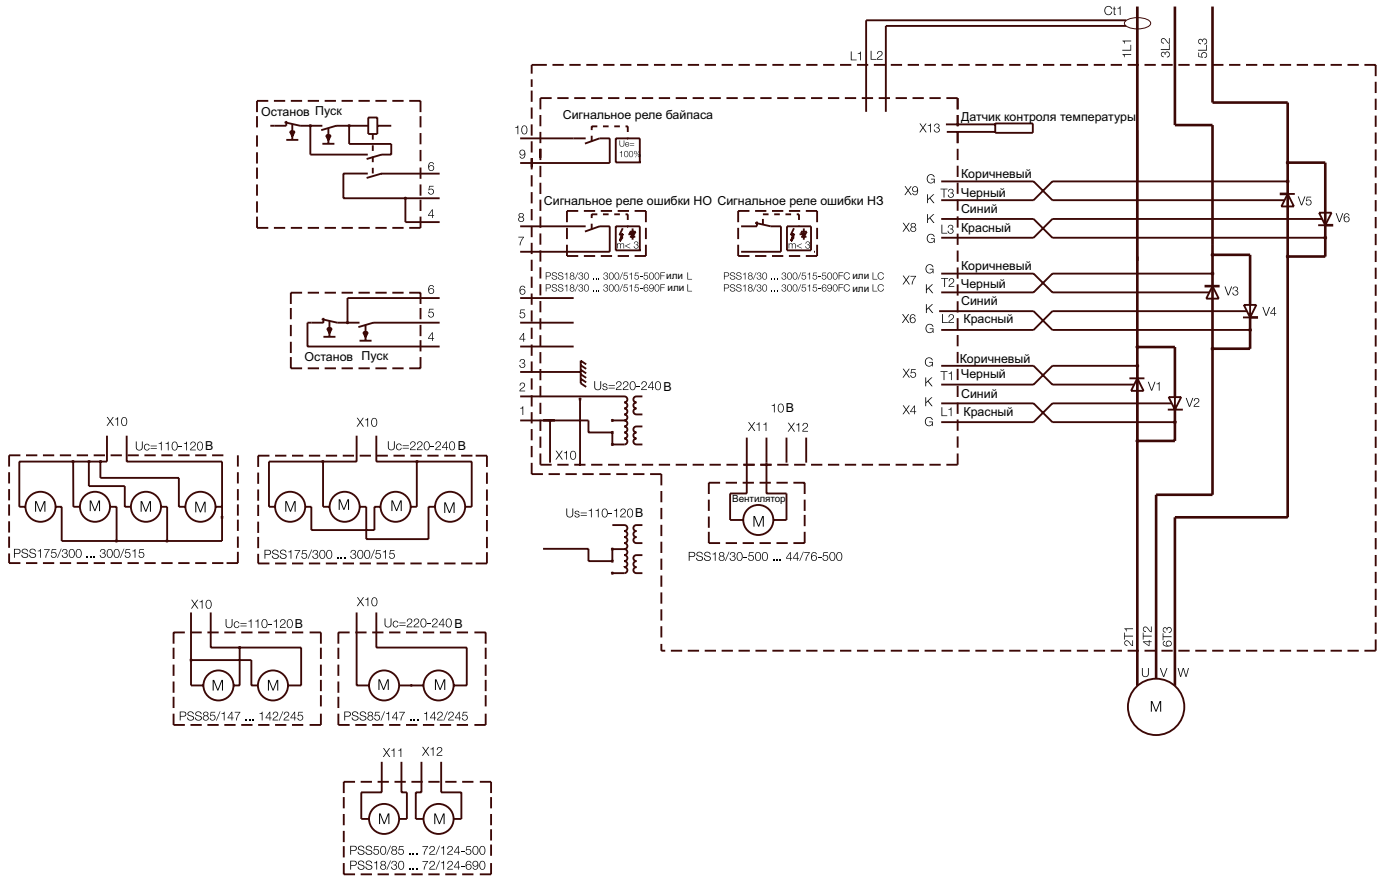 Ct1
1L1
3L2
5L3
L1
L2
Останов Пуск
6
5
4
Сигнальное реле байпаса
10
9
Ue=
100%
X13
Датчик контроля температуры
X9
G
Коричневый
K
T3
Черный
X8
K
Синий
G
L3
Красный
V5
V6
Сигнальное реле ошибки НО
Сигнальное реле ошибки НЗ
8
7
m< 3
m< 3
PSS18/30 ... 300/515-500F или L
PSS18/30 ... 300/515-690F или L
PSS18/30 ... 300/515-500FC или LC
PSS18/30 ... 300/515-690FC или LC
X7
G
Коричневый
K
T2
Черный
X6
K
Синий
G
L2
Красный
V3
V4
6
5
4
Останов Пуск
6
5
4
3
2
1
Us=220-240 В
X10
X5
G
Коричневый
K
T1
Черный
X4
K
Синий
G
L1
Красный
V1
V2
10 В
X11
X12
Вентилятор
M
PSS18/30-500 ... 44/76-500
Us=110-120 В
X10
Uc=110-120 В
M
M
M
M
PSS175/300 ... 300/515
X10
Uc=220-240 В
M
M
M
M
PSS175/300 ... 300/515
X10
Uc=110-120 В
M
M
PSS85/147 ... 142/245
X10
Uc=220-240 В
M
M
PSS85/147 ... 142/245
2T1
4T2
6T3
U
V
W
M
X11
X12
M
M
PSS50/85 ... 72/124-500
PSS18/30 ... 72/124-690